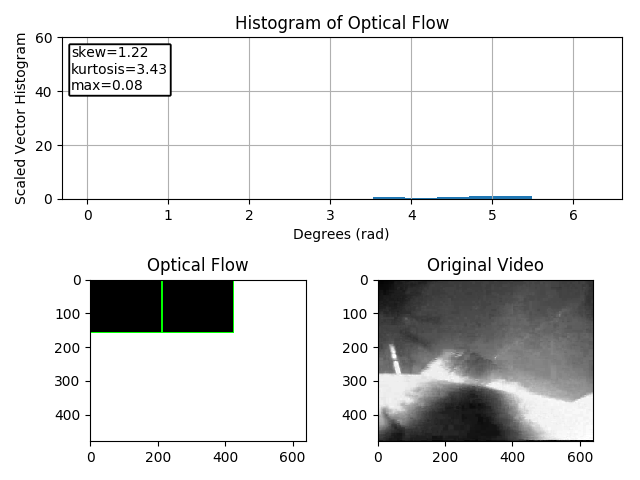 Histogram of Optical Flow
60
40
20
0
Scaled Vector Histogram
skew=1.22
kurtosis=3.43
max=0.08
0 1 2 3 4 5 6
Degrees (rad)
Optical Flow
0
100
200
300
400
0 200 400 600
Original Video
0
100
200
300
400
0 200 400 600